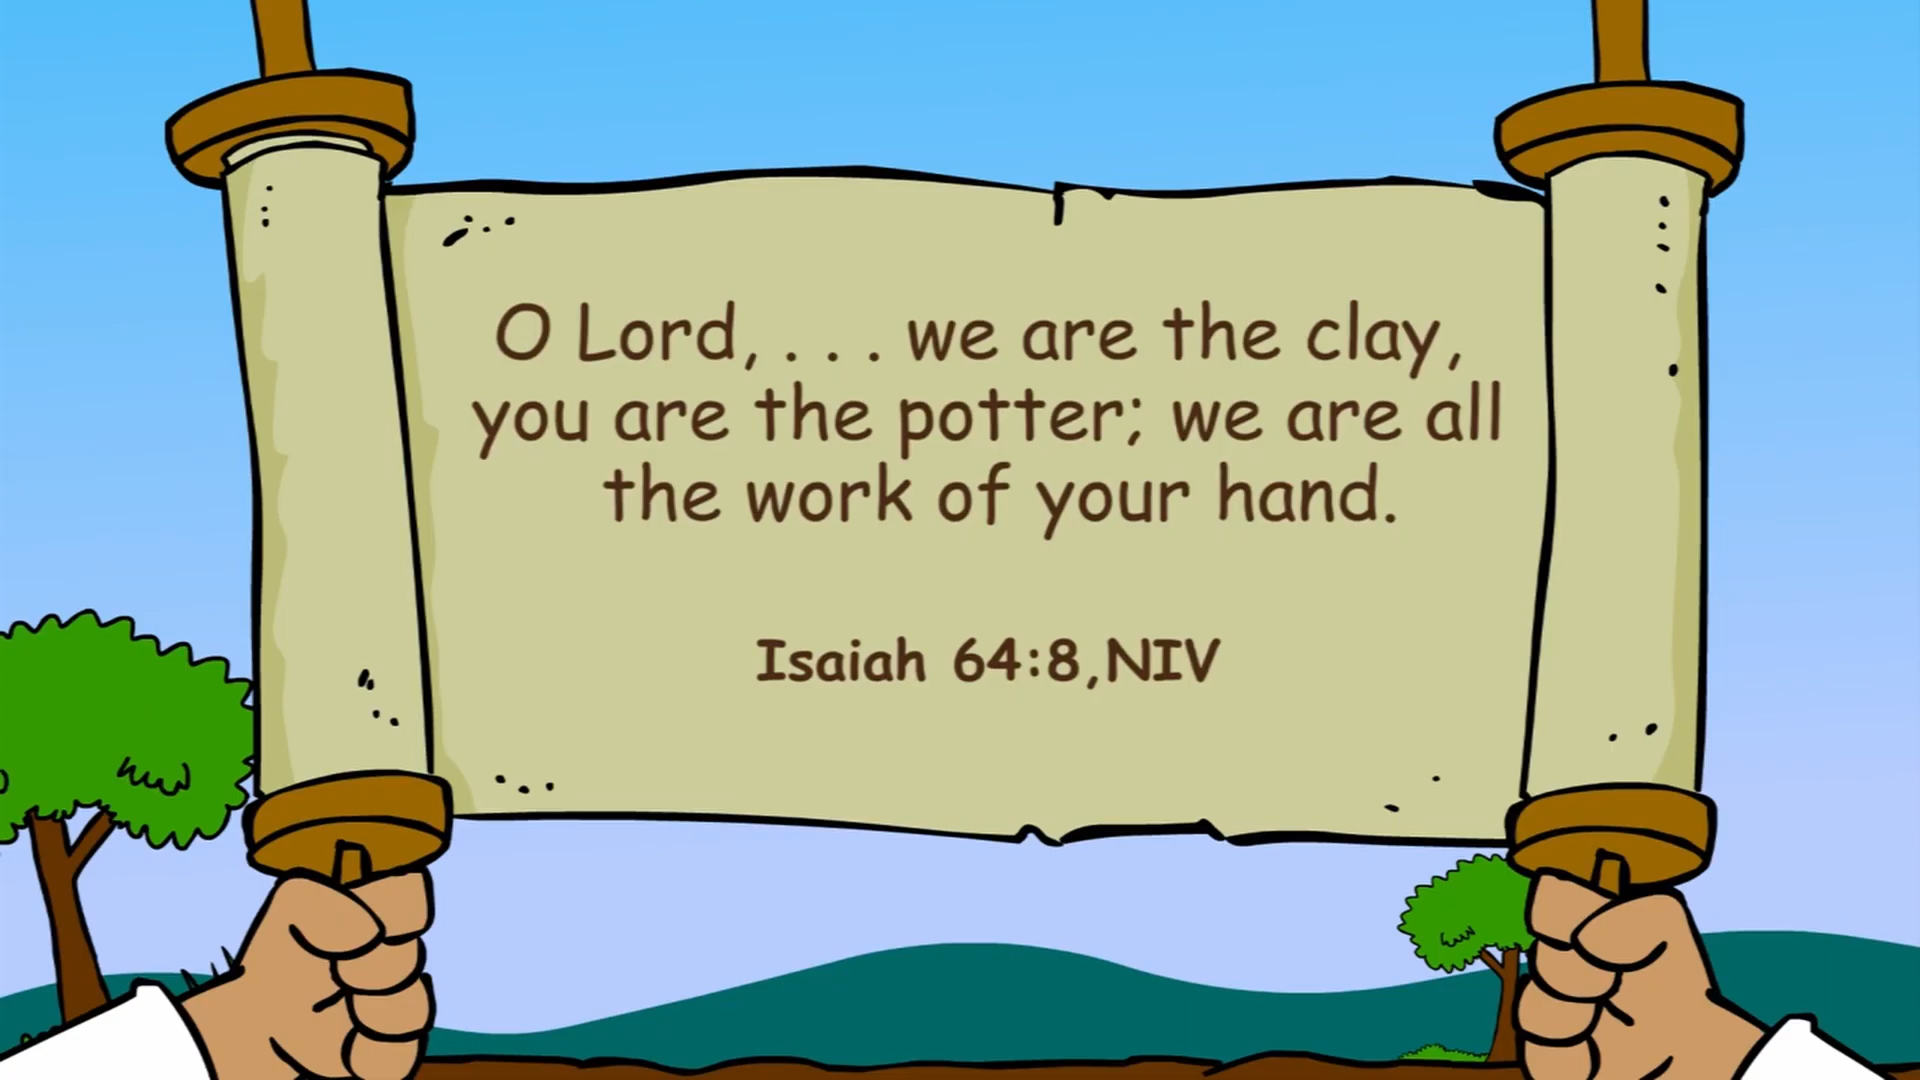 O Lord, . . . we are the clay,
you are the potter; we are all
the work of your hand.
Isaiah 64:8,NIV